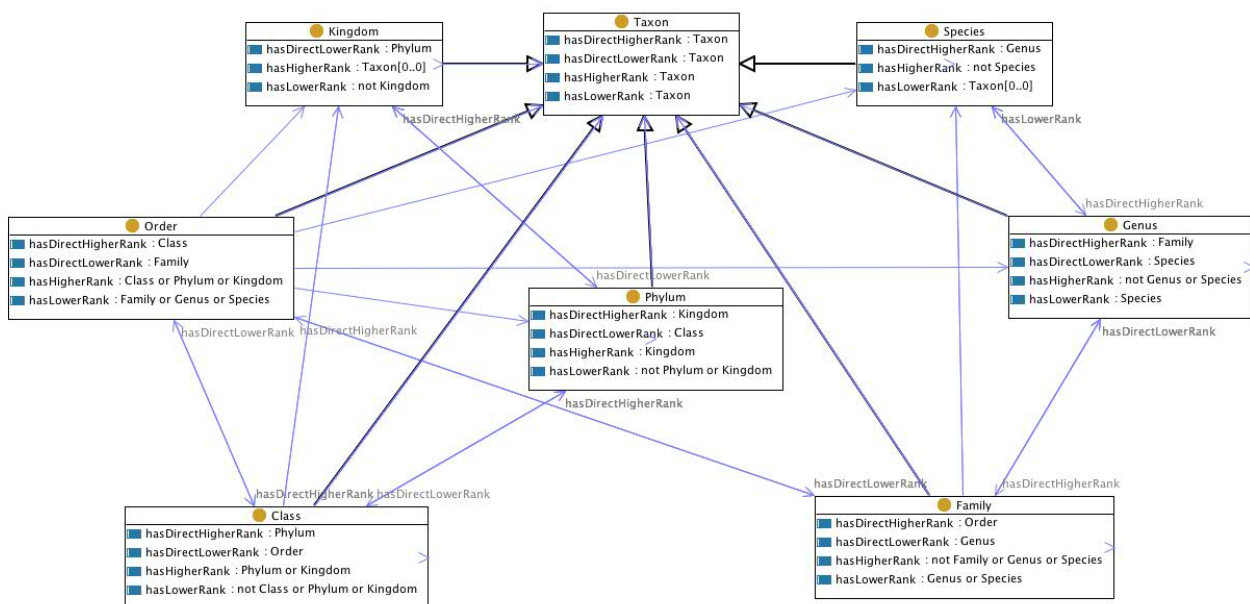 Kingdom
hasDirectLowerRank : Phylum
hasHigherRank : Taxon[0..0]
hasLowerRank : not Kingdom
Taxon
hasDirectHigherRank : Taxon
hasDirectLowerRank : Taxon
hasHigherRank : Taxon
hasLowerRank : Taxon
Species
hasDirectHigherRank : Genus
hasHigherRank : not Species
hasLowerRank : Taxon[0..0]
hasDirectHigherRank
hasLowerRank
hasDirectHigherRank
Order
hasDirectHigherRank : Class
hasDirectLowerRank : Family
hasHigherRank : Class or Phylum or Kingdom
hasLowerRank : Family or Genus or Species
Genus
hasDirectHigherRank : Family
hasDirectLowerRank : Species
hasHigherRank : not Genus or Species
hasLowerRank : Species
hasDirectLowerRank
Phylum
hasDirectHigherRank : Kingdom
hasDirectLowerRank : Class
hasHigherRank : Kingdom
hasLowerRank : not Phylum or Kingdom
hasDirectLowerRank
hasDirectHigherRank
hasDirectLowerRank
hasDirectHigherRank
hasDirectHigherRank
hasDirectLowerRank
hasDirectLowerRank
hasDirectHigherRank
Class
hasDirectHigherRank : Phylum
hasDirectLowerRank : Order
hasHigherRank : Phylum or Kingdom
hasLowerRank : not Class or Phylum or Kingdom
Family
hasDirectHigherRank : Order
hasDirectLowerRank : Genus
hasHigherRank : not Family or Genus or Species
hasLowerRank : Genus or Species